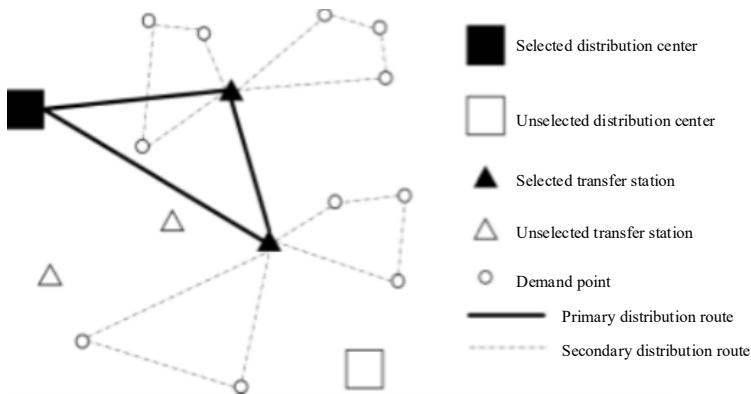 Selected distribution center
Unselected distribution center
Selected transfer station
Unselected transfer station
Demand point
Primary distribution route
Secondary distribution route